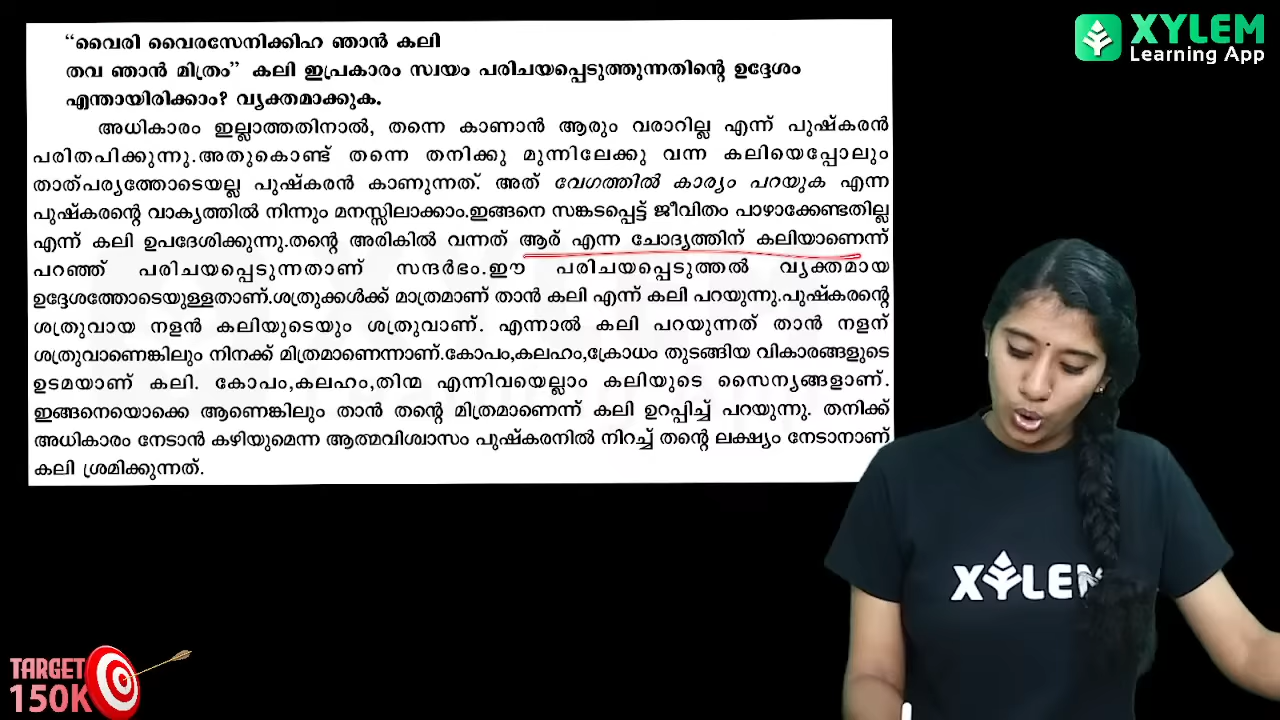 “വൈരി വൈരസേനിക്കിഹ ഞാൻ കലി
തവ ഞാൻ മിത്രം” കലി ഇപ്രകാരം സ്വയം പരിചയപ്പെടുത്തുന്നതിന്റെ ഉദ്ദേശം
എന്തായിരിക്കാം? വ്യക്തമാക്കുക.
അധികാരം ഇല്ലാത്തതിനാൽ, തന്നെ കാണാൻ ആരും വരാറില്ല എന്ന് പുഷ്കരൻ
പരിതപിക്കുന്നു.അതുകൊണ്ട് തന്നെ തനിക്കു മുന്നിലേക്കു വന്ന കലിയെപ്പോലും
താത്പര്യത്തോടെയല്ല പുഷ്കരൻ കാണുന്നത്. അത് വേഗത്തിൽ കാര്യം പറയുക എന്ന
പുഷ്കരന്റെ വാക്യത്തിൽ നിന്നും മനസ്സിലാക്കാം.ഇങ്ങനെ സങ്കടപ്പെട്ട് ജീവിതം പാഴാക്കേണ്ടതില്ല
എന്ന് കലി ഉപദേശിക്കുന്നു.തന്റെ അരികിൽ വന്നത് ആര് എന്ന ചോദ്യത്തിന് കലിയാണെന്ന്
പറഞ്ഞ് പരിചയപ്പെടുന്നതാണ് സന്ദർഭം.ഈ പരിചയപ്പെടുത്തൽ വ്യക്തമായ
ഉദ്ദേശത്തോടെയുള്ളതാണ്.ശത്രുക്കൾക്ക് മാത്രമാണ് താൻ കലി എന്ന് കലി പറയുന്നു.പുഷ്കരന്റെ
ശത്രുവായ നളൻ കലിയുടെയും ശത്രുവാണ്. എന്നാൽ കലി പറയുന്നത് താൻ നളന്
ശത്രുവാണെങ്കിലും നിനക്ക് മിത്രമാണെന്നാണ്.കോപം,കലഹം,ക്രോധം തുടങ്ങിയ വികാരങ്ങളുടെ
ഉടമയാണ് കലി. കോപം,കലഹം,തിന്മ എന്നിവയെല്ലാം കലിയുടെ സൈന്യങ്ങളാണ്.
ഇങ്ങനെയൊക്കെ ആണെങ്കിലും താൻ തന്റെ മിത്രമാണെന്ന് കലി ഉറപ്പിച്ച് പറയുന്നു. തനിക്ക്
അധികാരം നേടാൻ കഴിയുമെന്ന ആത്മവിശ്വാസം പുഷ്കരനിൽ നിറച്ച് തന്റെ ലക്ഷ്യം നേടാനാണ്
കലി ശ്രമിക്കുന്നത്.
XYLEM
Learning App
XYLEM
TARGET
150K